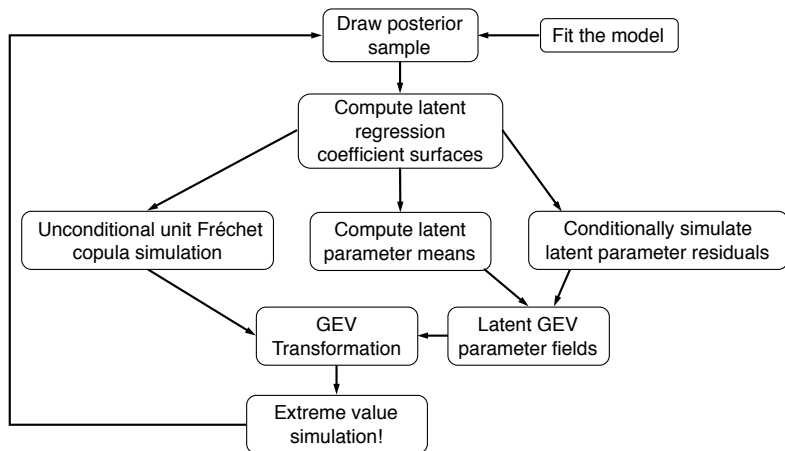 Draw posterior
sample
Fit the model
Compute latent
regression
coefficient surfaces
Unconditional unit Fréchet
copula simulation
Compute latent
parameter means
Conditionally simulate
latent parameter residuals
GEV
Transformation
Latent GEV
parameter fields
Extreme value
simulation!